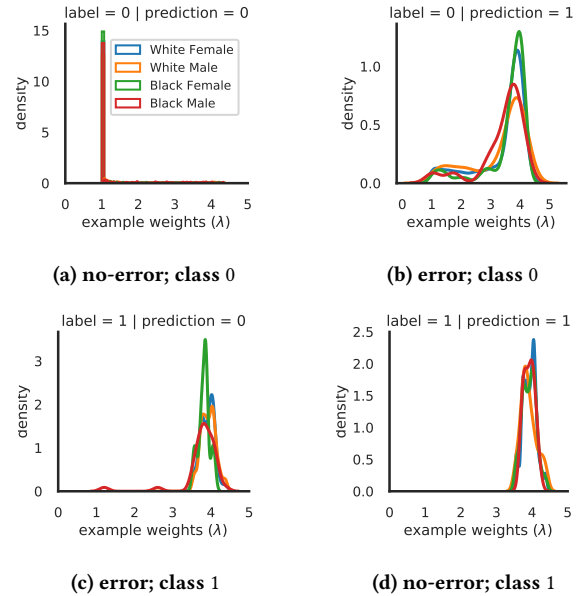 label = 0 | prediction = 0
15
10
5
0
density
White Female
White Male
Black Female
Black Male
0 1 2 3 4 5
example weights (λ)
(a) no-error; class 0
label = 0 | prediction = 1
1.0
0.5
0.0
density
0 1 2 3 4 5
example weights (λ)
(b) error; class 0
label = 1 | prediction = 0
3
2
1
0
density
0 1 2 3 4 5
example weights (λ)
(c) error; class 1
label = 1 | prediction = 1
2.5
2.0
1.5
1.0
0.5
0.0
density
0 1 2 3 4 5
example weights (λ)
(d) no-error; class 1